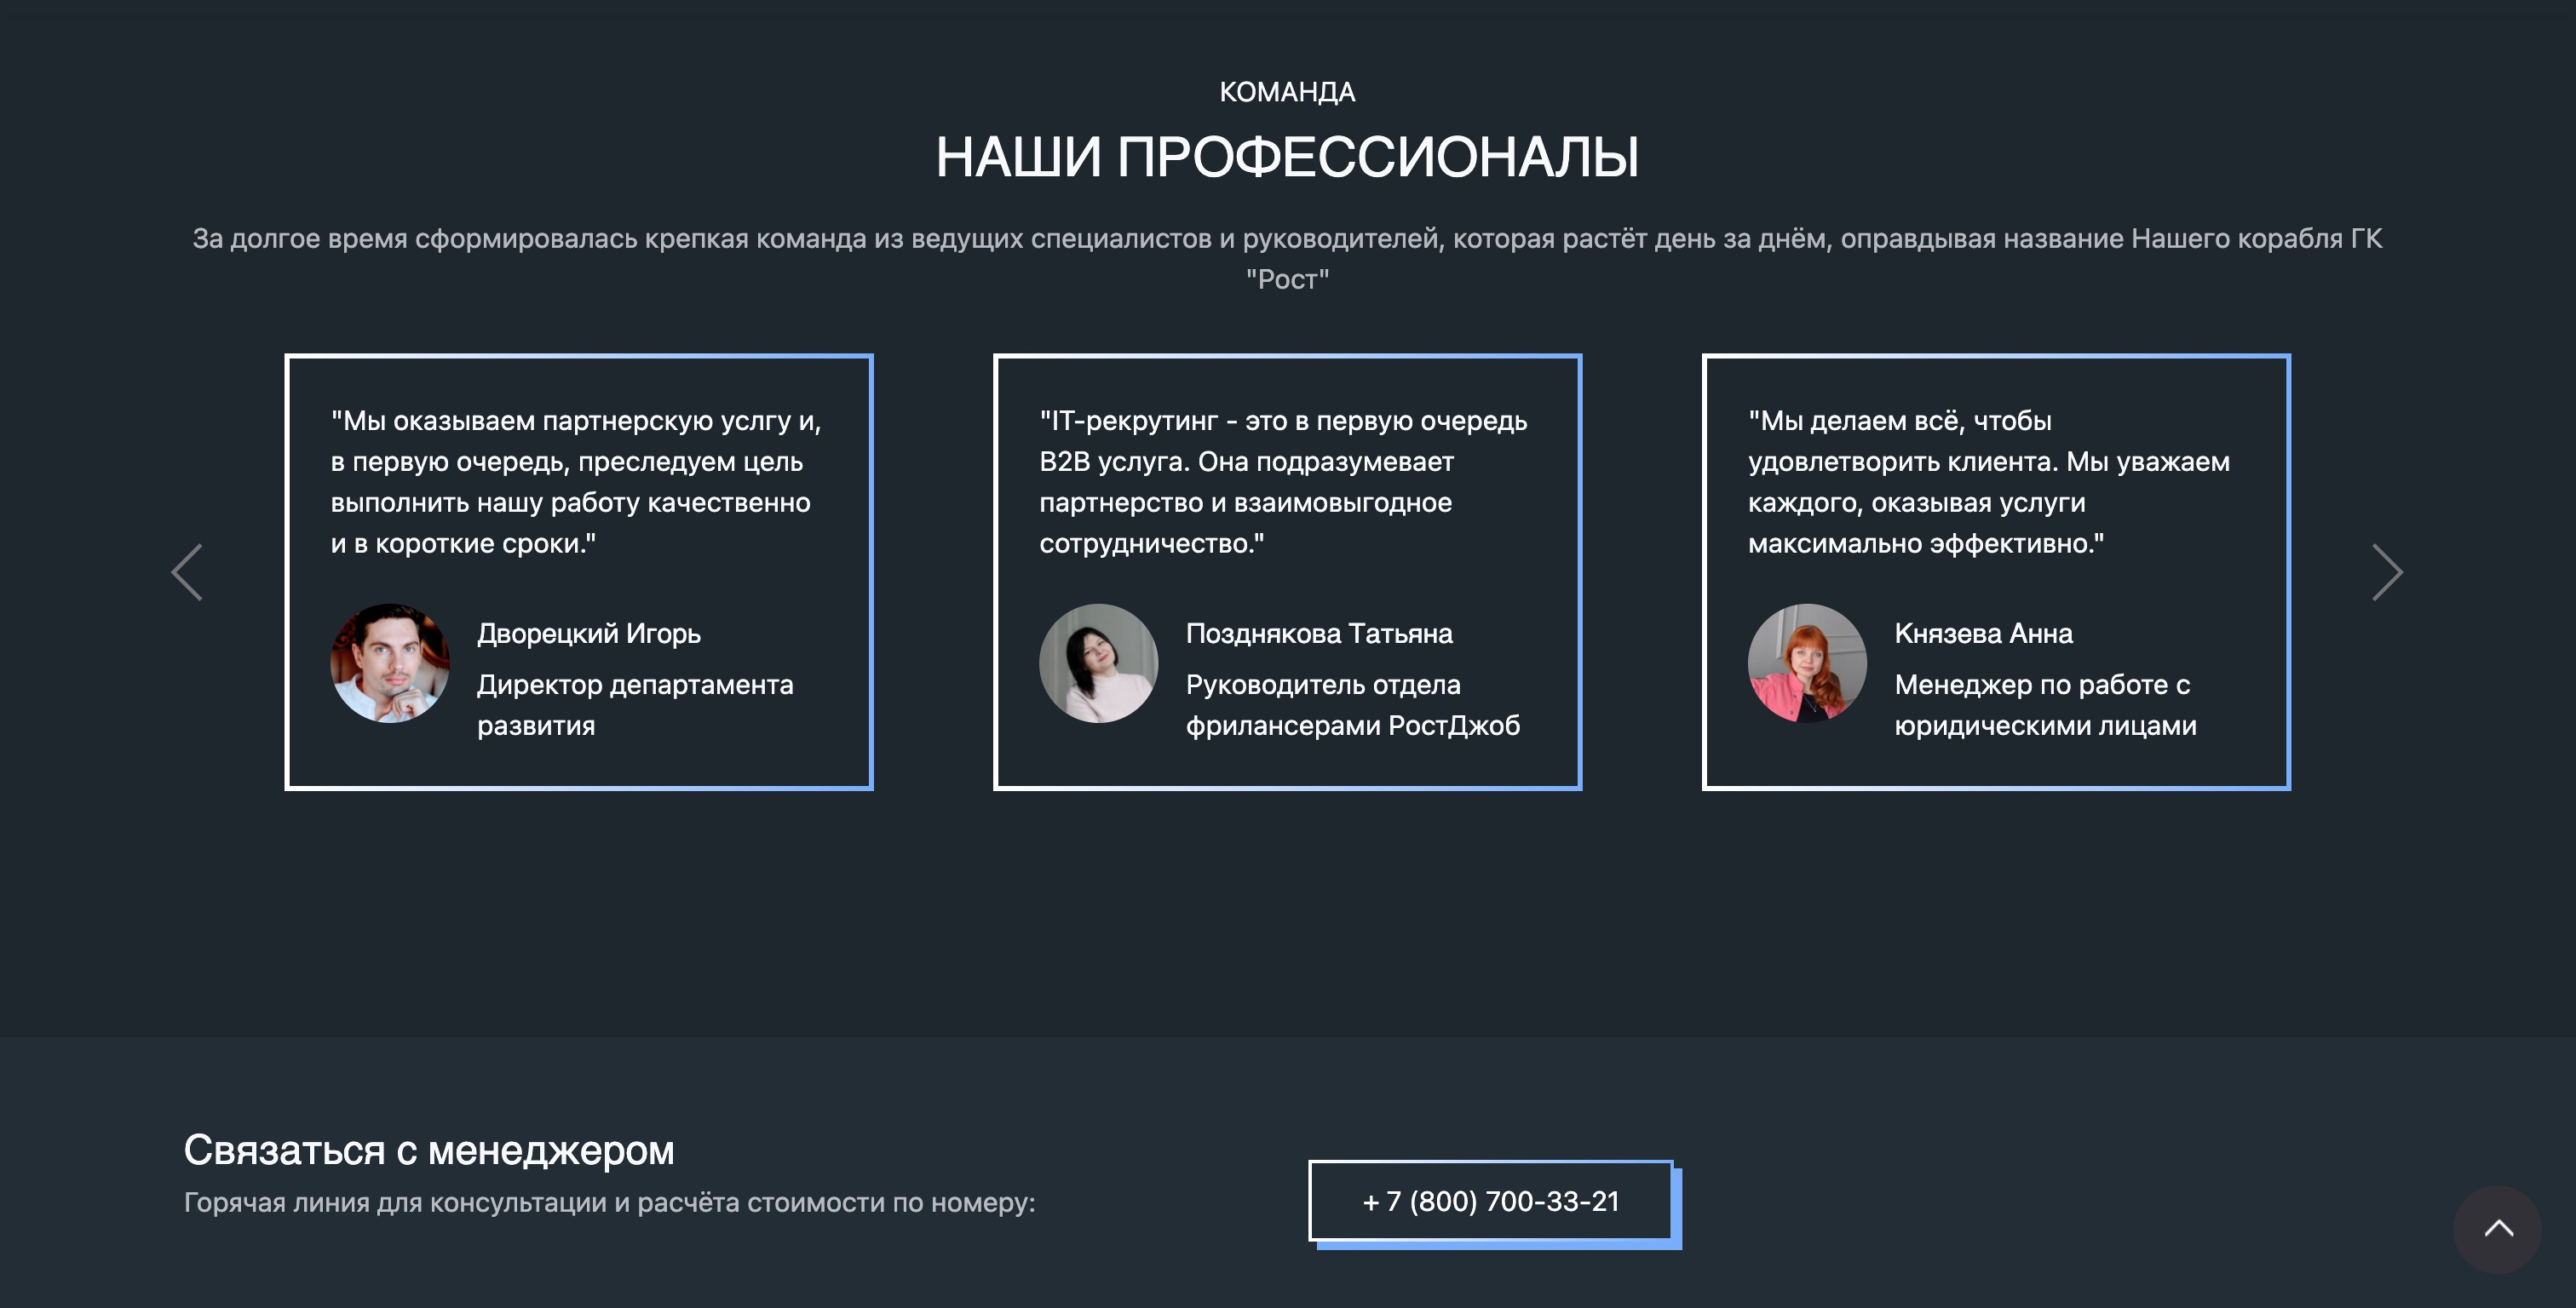 КОМАНДА
НАШИ ПРОФЕССИОНАЛЫ
За долгое время сформировалась крепкая команда из ведущих специалистов и руководителей, которая растёт день за днём, оправдывая название Нашего корабля ГК
"Рост"
"Мы оказываем партнерскую услгу и,
в первую очередь, преследуем цель
выполнить нашу работу качественно
и в короткие сроки."
Дворецкий Игорь
Директор департамента
развития
"IT-рекрутинг - это в первую очередь
B2B услуга. Она подразумевает
партнерство и взаимовыгодное
сотрудничество."
Позднякова Татьяна
Руководитель отдела
фрилансерами РостДжоб
"Мы делаем всё, чтобы
удовлетворить клиента. Мы уважаем
каждого, оказывая услуги
максимально эффективно."
Князева Анна
Менеджер по работе с
юридическими лицами
Связаться с менеджером
Горячая линия для консультации и расчёта стоимости по номеру:
+ 7 (800) 700-33-21